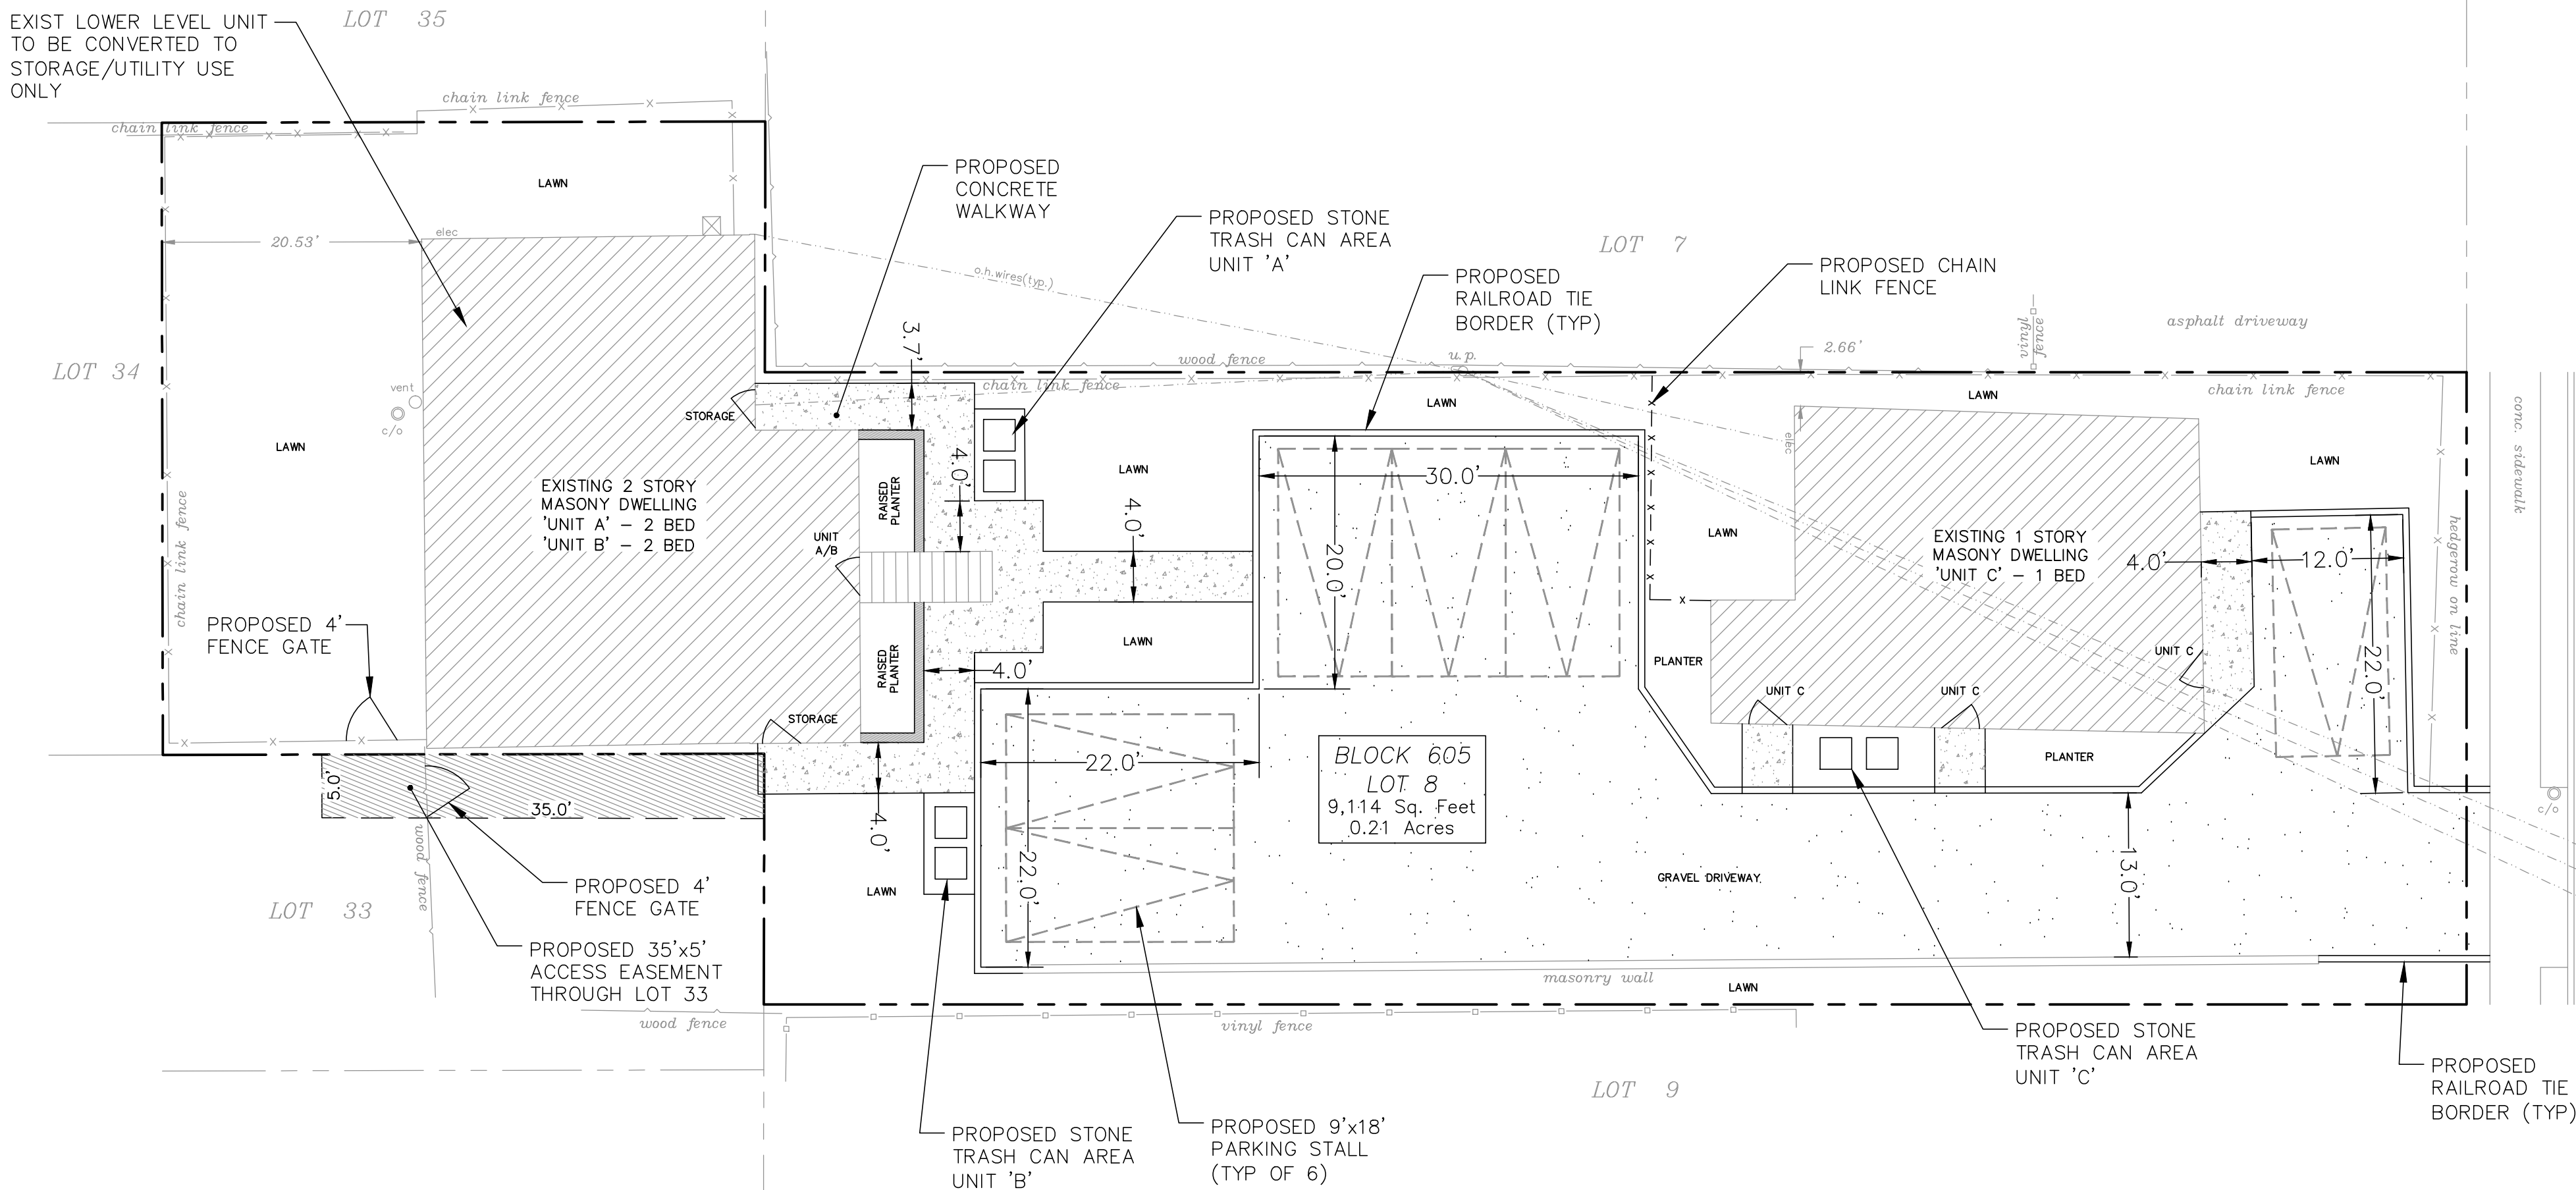 EXIST LOWER LEVEL UNIT
TO BE CONVERTED TO
STORAGE/UTILITY USE
ONLY
LOT 35
chain link fence
chain link fence
LAWN
PROPOSED
CONCRETE
WALKWAY
PROPOSED STONE
TRASH CAN AREA
UNIT 'A'
LOT 7
PROPOSED
RAILROAD TIE
BORDER (TYP)
PROPOSED CHAIN
LINK FENCE
20.53'
elec
o.h.wires(typ.)
vinyl
fence
asphalt driveway
LOT 34
3.7'
wood fence
u.p.
2.66'
vent
c/o
STORAGE
chain link fence
LAWN
LAWN
chain link fence
conc. sidewalk
LAWN
chain link fence
EXISTING 2 STORY
MASONY DWELLING
'UNIT A' - 2 BED
'UNIT B' - 2 BED
UNIT
A/B
RAISED
PLANTER
4.0'
LAWN
4.0'
30.0'
20.0'
LAWN
elec
EXISTING 1 STORY
MASONY DWELLING
'UNIT C' - 1 BED
4.0'
12.0'
LAWN
hedgerow on line
PROPOSED 4'
FENCE GATE
RAISED
PLANTER
4.0'
LAWN
PLANTER
UNIT C
UNIT C
UNIT C
22.0'
STORAGE
5.0'
35.0'
4.0'
22.0'
22.0'
BLOCK 605
LOT 8
9,114 Sq. Feet
0.21 Acres
PLANTER
c/o
wood fence
LAWN
GRAVEL DRIVEWAY
13.0'
LOT 33
PROPOSED 4'
FENCE GATE
PROPOSED 35'x5'
ACCESS EASEMENT
THROUGH LOT 33
masonry wall
LAWN
wood fence
vinyl fence
PROPOSED STONE
TRASH CAN AREA
UNIT 'C'
LOT 9
PROPOSED
RAILROAD TIE
BORDER (TYP)
PROPOSED STONE
TRASH CAN AREA
UNIT 'B'
PROPOSED 9'x18'
PARKING STALL
(TYP OF 6)